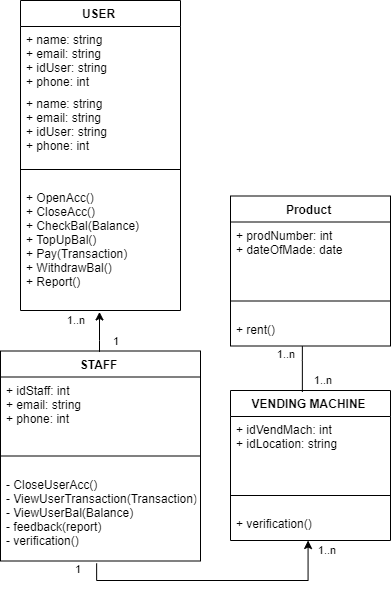 USER
+ name: string
+ email: string
+ idUser: string
+ phone: int
+ name: string
+ email: string
+ idUser: string
+ phone: int
+ OpenAcc()
+ CloseAcc()
+ CheckBal(Balance)
+ TopUpBal()
+ Pay(Transaction)
+ WithdrawBal()
+ Report()
1..n
1
STAFF
+ idStaff: int
+ email: string
+ phone: int
- CloseUserAcc()
- ViewUserTransaction(Transaction)
- ViewUserBal(Balance)
- feedback(report)
- verification()
1
Product
+ prodNumber: int
+ dateOfMade: date
+ rent()
1..n
1..n
VENDING MACHINE
+ idVendMach: int
+ idLocation: string
+ verification()
1..n